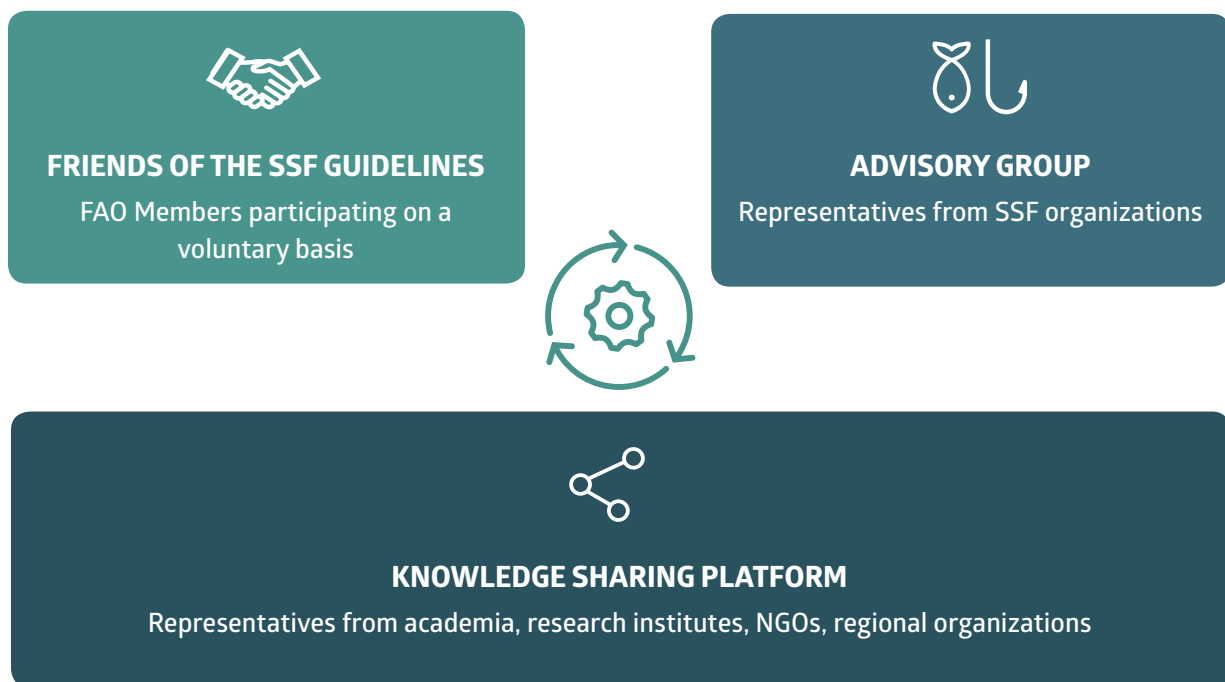 FRIENDS OF THE SSF GUIDELINES
FAO Members participating on a
voluntary basis
ADVISORY GROUP
Representatives from SSF organizations
KNOWLEDGE SHARING PLATFORM
Representatives from academia, research institutes, NGOs, regional organizations